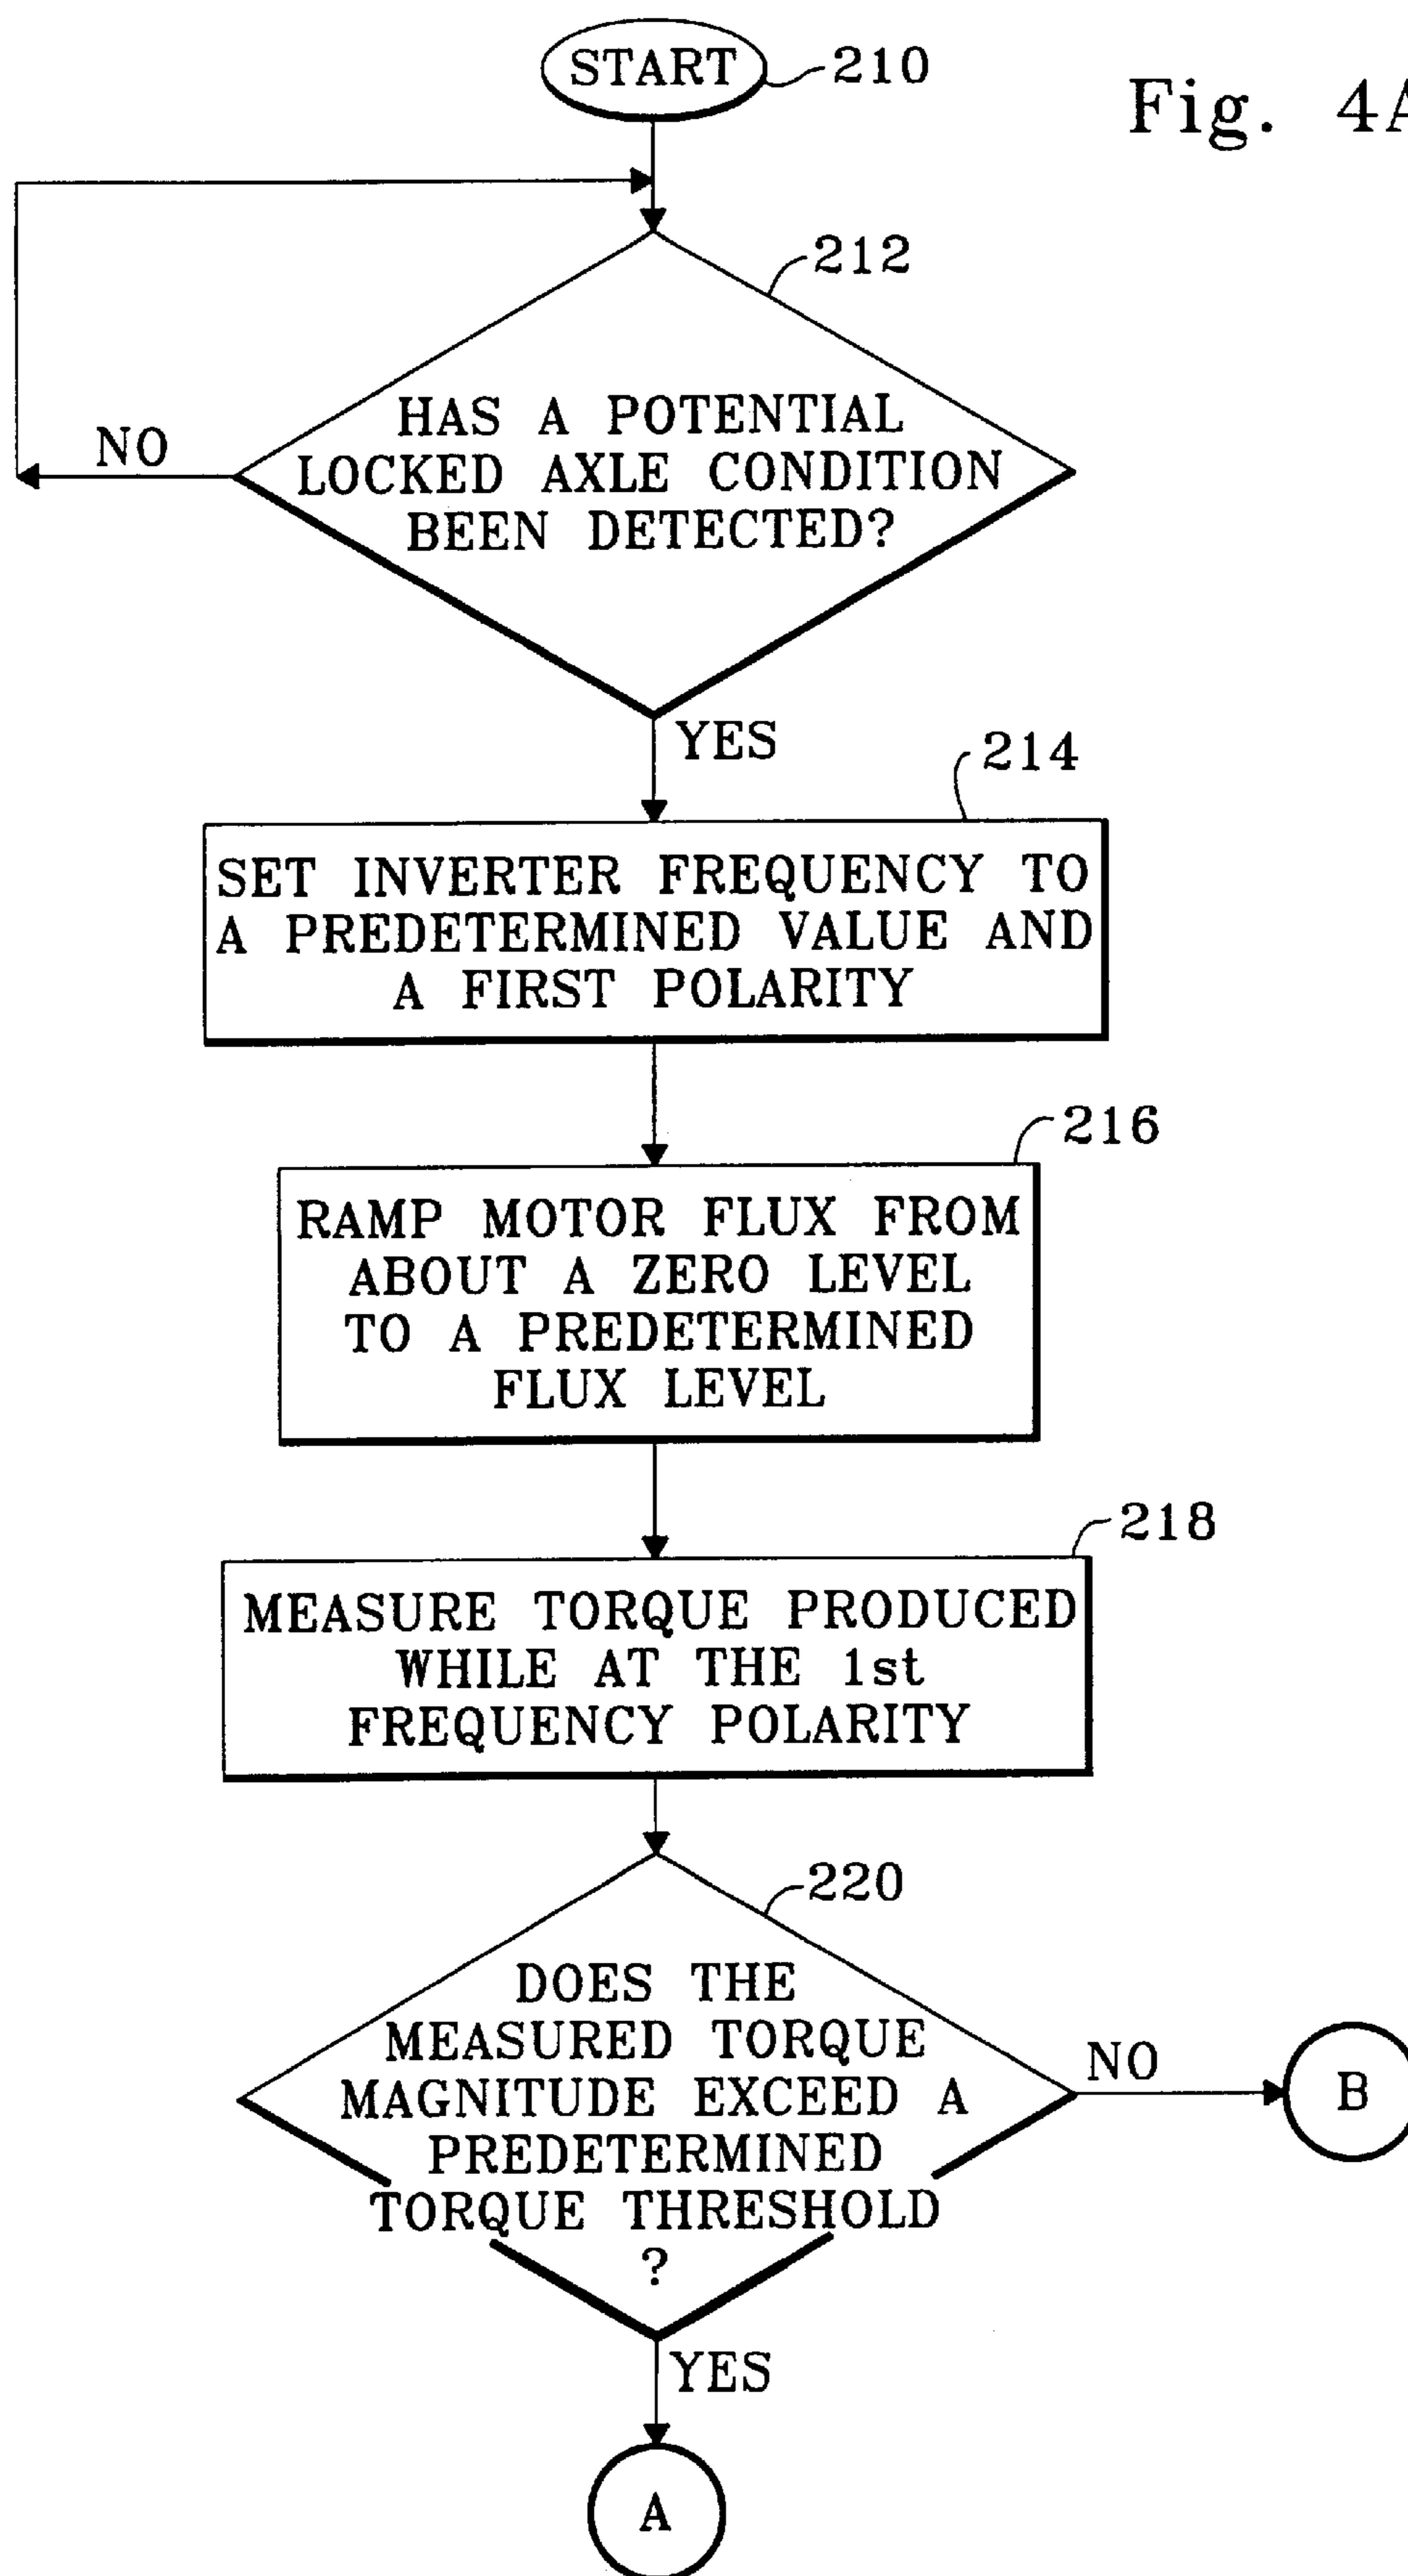 START
210
Fig. 4A
212
HAS A POTENTIAL
LOCKED AXLE CONDITION
BEEN DETECTED?
NO
YES
214
SET INVERTER FREQUENCY TO
A PREDETERMINED VALUE AND
A FIRST POLARITY
216
RAMP MOTOR FLUX FROM
ABOUT A ZERO LEVEL
TO A PREDETERMINED
FLUX LEVEL
218
MEASURE TORQUE PRODUCED
WHILE AT THE 1st
FREQUENCY POLARITY
220
DOES THE
MEASURED TORQUE
MAGNITUDE EXCEED A
PREDETERMINED
TORQUE THRESHOLD
?
NO
B
YES
A